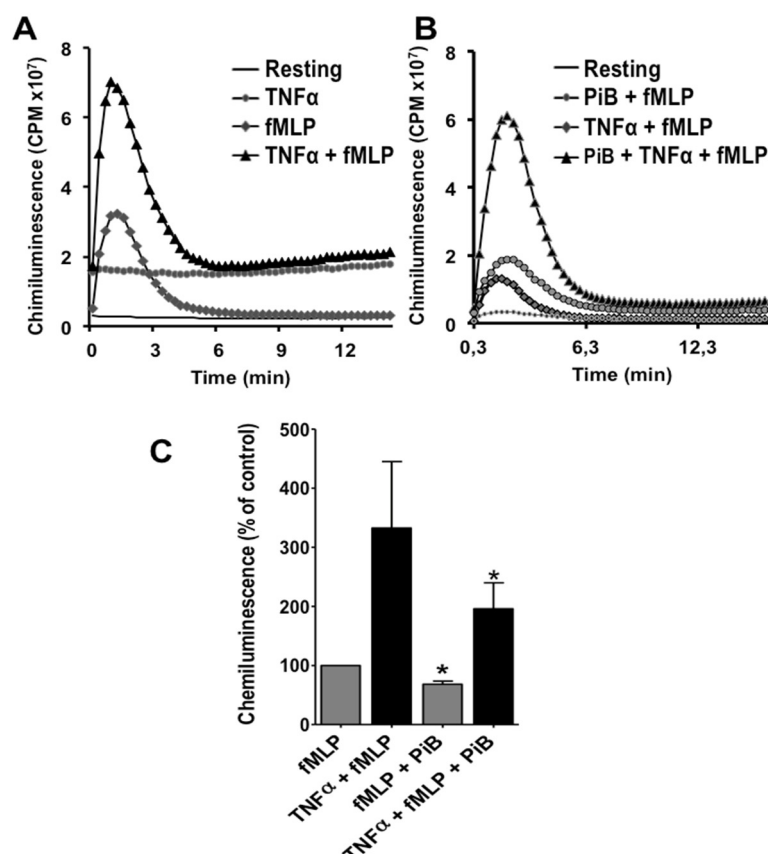 A
Chimiluminescence (CPM x10⁷)
8
6
4
2
0
0
3
6
9
12
Time (min)
Resting
TNFα
fMLP
TNFα + fMLP
B
Chimiluminescence (CPM x10⁷)
8
6
4
2
0
0,3
6,3
12,3
Time (min)
Resting
PiB + fMLP
TNFα + fMLP
PiB + TNFα + fMLP
C
Chemiluminescence (% of control)
500
400
300
200
100
0
*
*
fMLP
TNFα + fMLP
fMLP + PiB
TNFα + fMLP + PiB